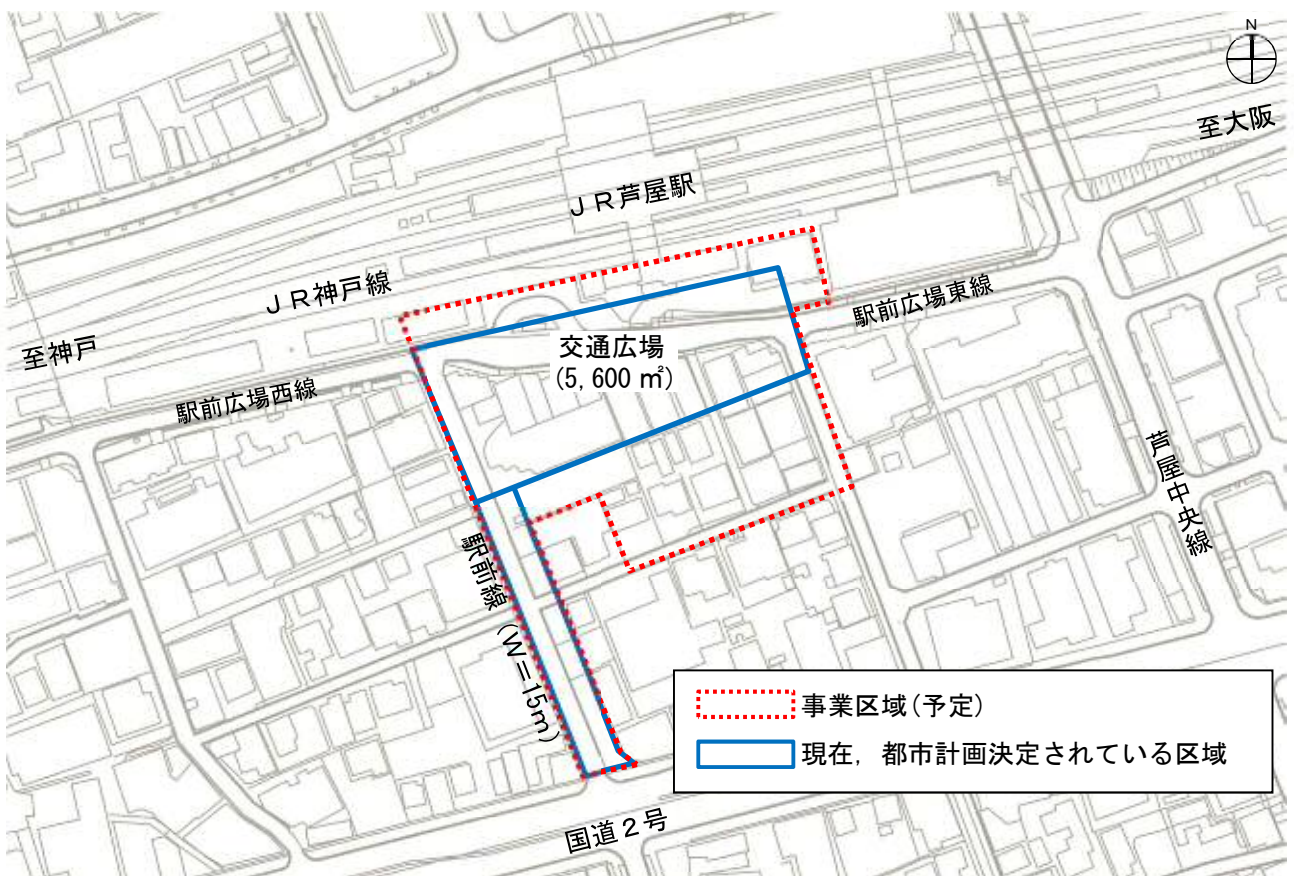 N
至大阪
JR芦屋駅
JR神戸線
駅前広場東線
至神戸
交通広場
(5,600 ㎡)
駅前広場西線
芦屋中央線
駅前線(W=15m)
事業区域(予定)
現在,都市計画決定されている区域
国道2号